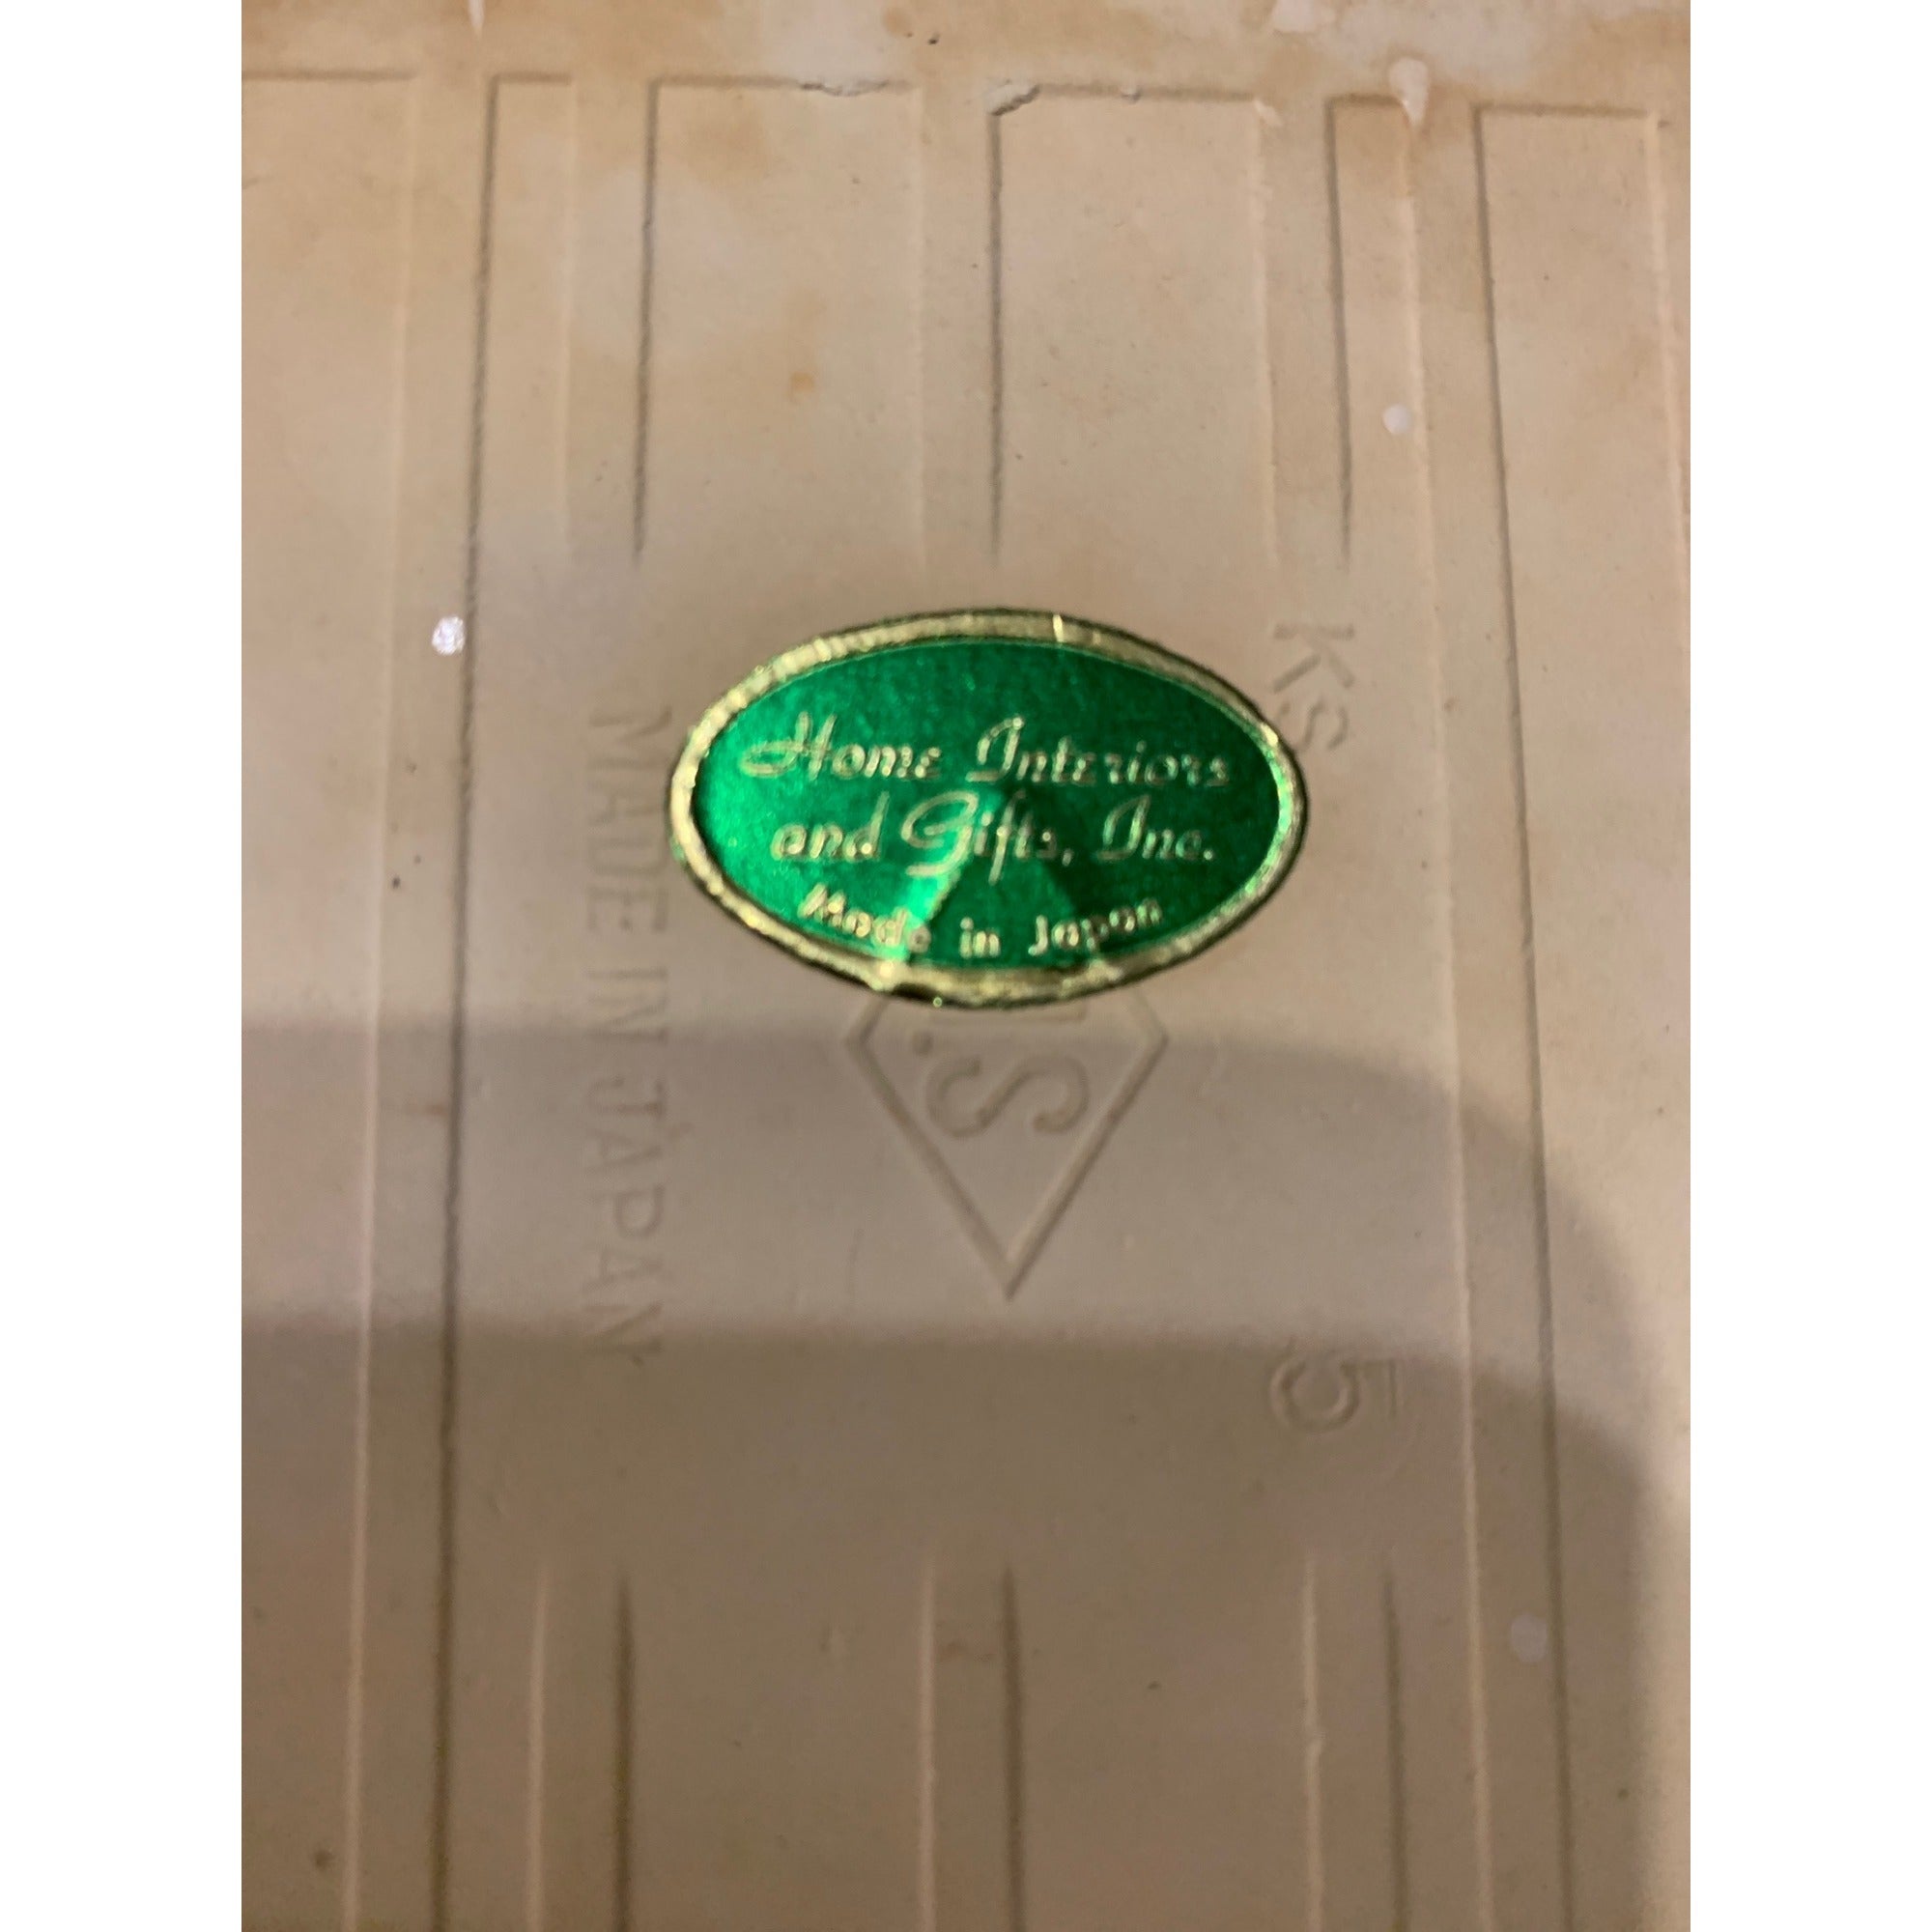 Home Interiors
and Gifts, Inc.
Made in Japan
KS
MADE IN JAPAN
.S
5